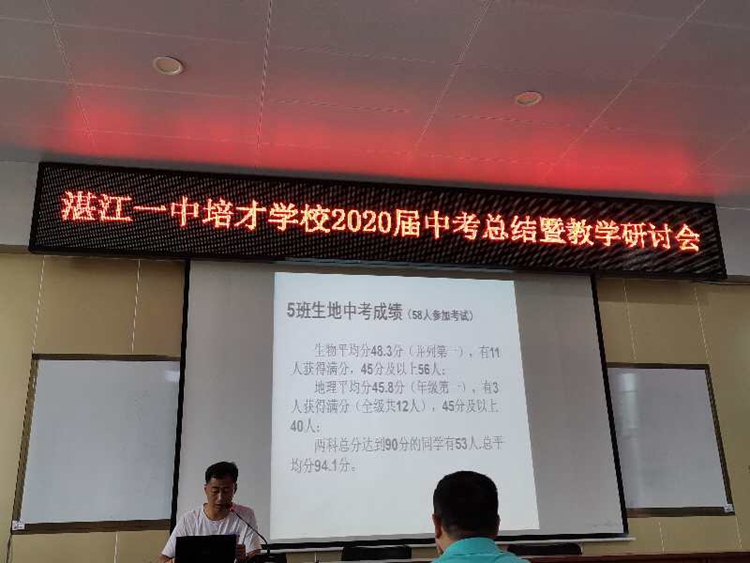 湛江一中培才学校2020届中考总结暨教学研讨会
5班生地中考成绩（58人参加考试）
生物平均分48.3分（并列第一），有11
人获得满分，45分及以上56人；
地理平均分45.8分（年级第一），有3
人获得满分（全级共12人），45分及以上
40人；
两科总分达到90分的同学有53人.总平
均分94.1分。